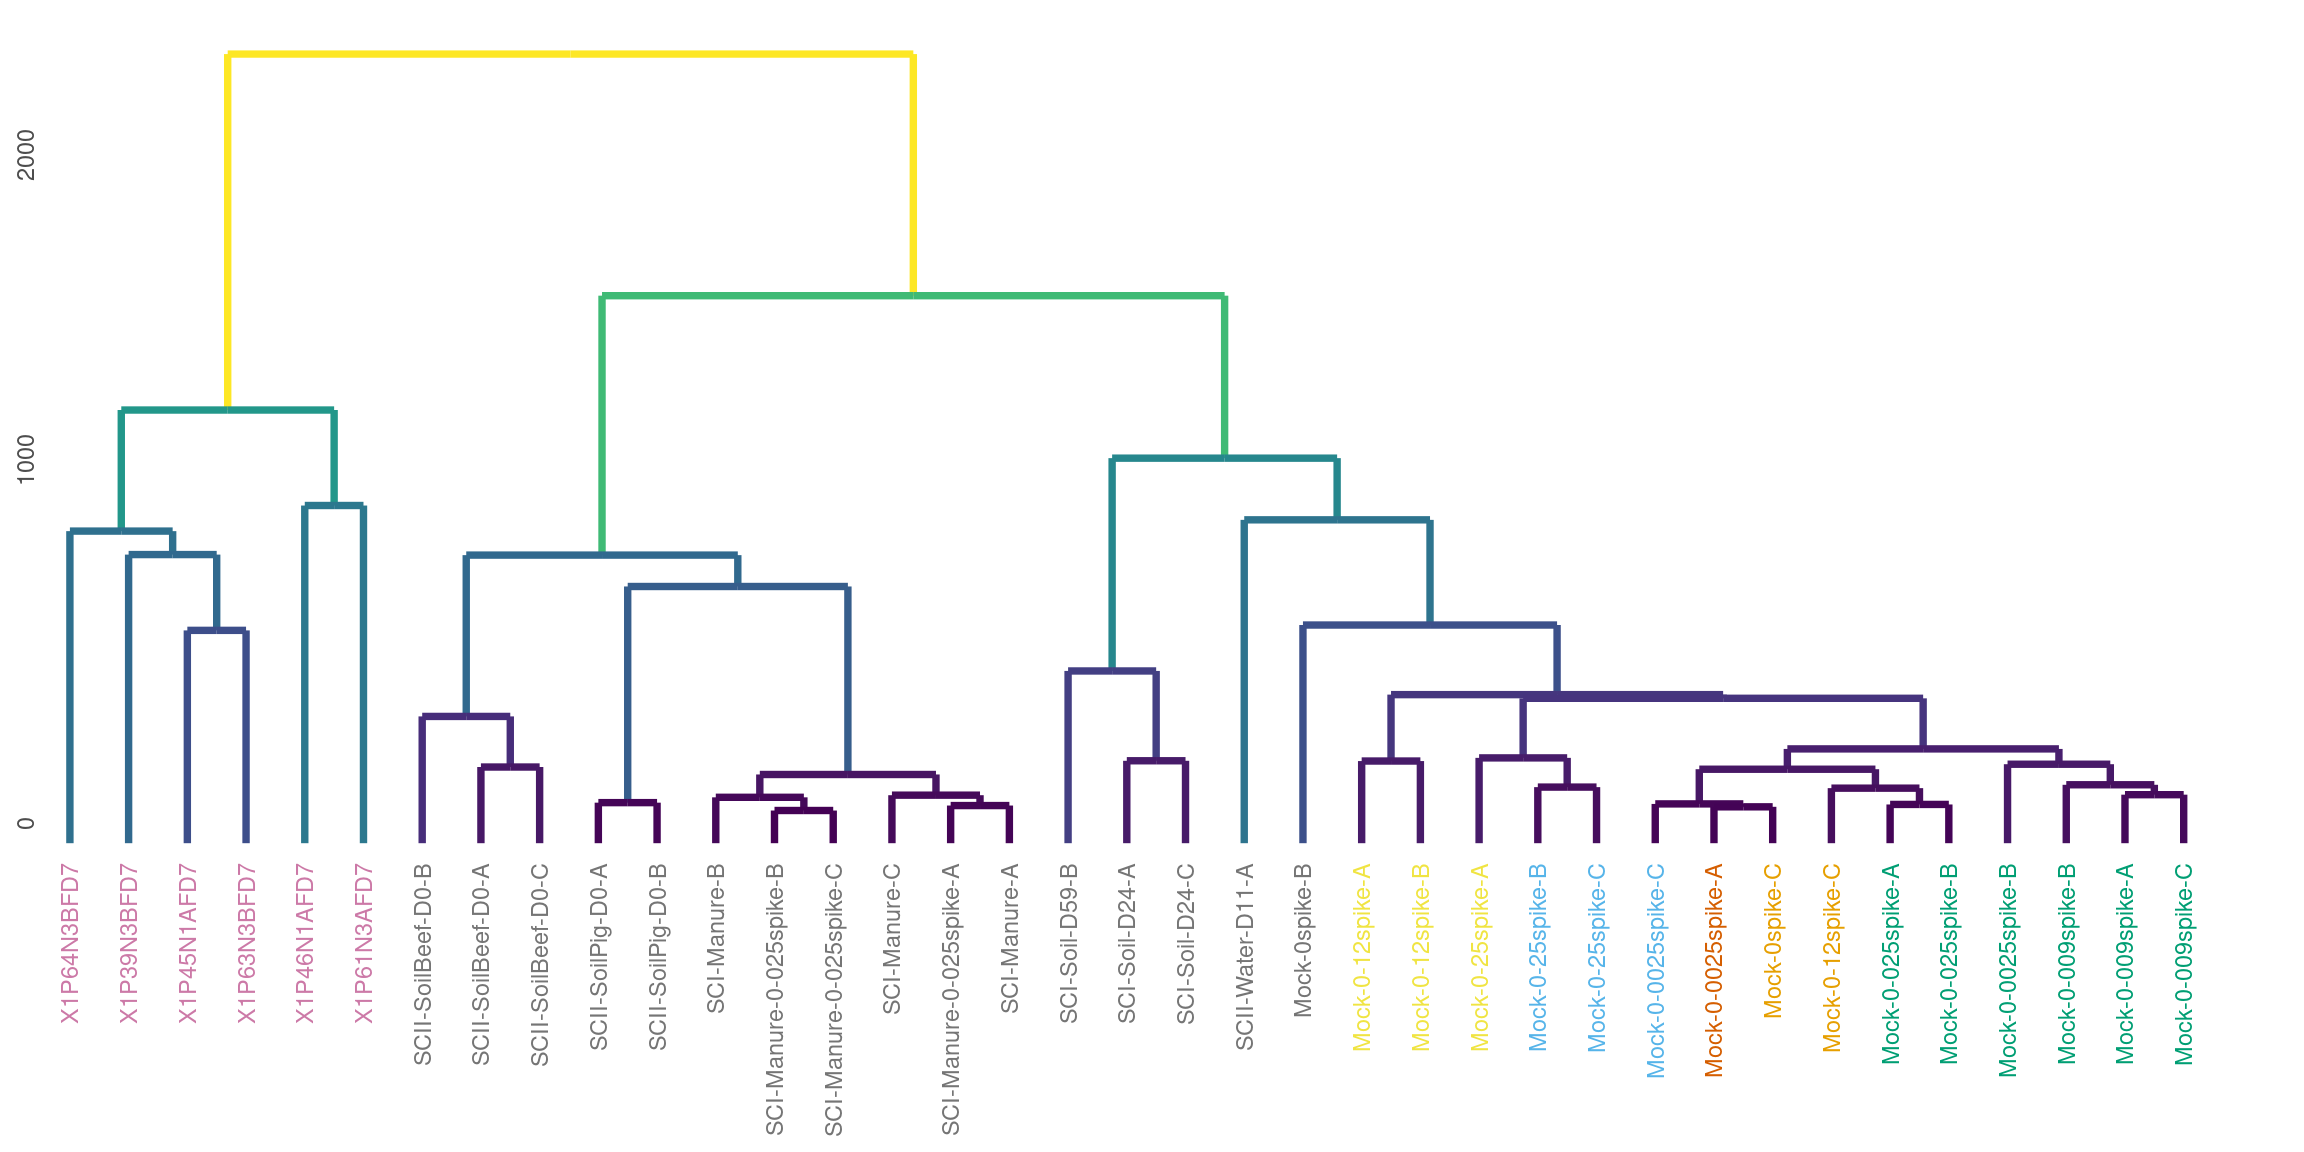 2000
1000
0
X1P64N3BFD7
X1P39N3BFD7
X1P45N1AFD7
X1P63N3BFD7
X1P46N1AFD7
X1P61N3AFD7
SCII-SoilBeef-D0-B
SCII-SoilBeef-D0-A
SCII-SoilBeef-D0-C
SCII-SoilPig-D0-A
SCII-SoilPig-D0-B
SCI-Manure-B
SCI-Manure-0-025spike-B
SCI-Manure-0-025spike-C
SCI-Manure-C
SCI-Manure-0-025spike-A
SCI-Manure-A
SCI-Soil-D59-B
SCI-Soil-D24-A
SCI-Soil-D24-C
SCII-Water-D11-A
Mock-0spike-B
Mock-0-12spike-A
Mock-0-12spike-B
Mock-0-25spike-A
Mock-0-25spike-B
Mock-0-25spike-C
Mock-0-0025spike-C
Mock-0-0025spike-A
Mock-0spike-C
Mock-0-12spike-C
Mock-0-025spike-A
Mock-0-025spike-B
Mock-0-0025spike-B
Mock-0-009spike-B
Mock-0-009spike-A
Mock-0-009spike-C